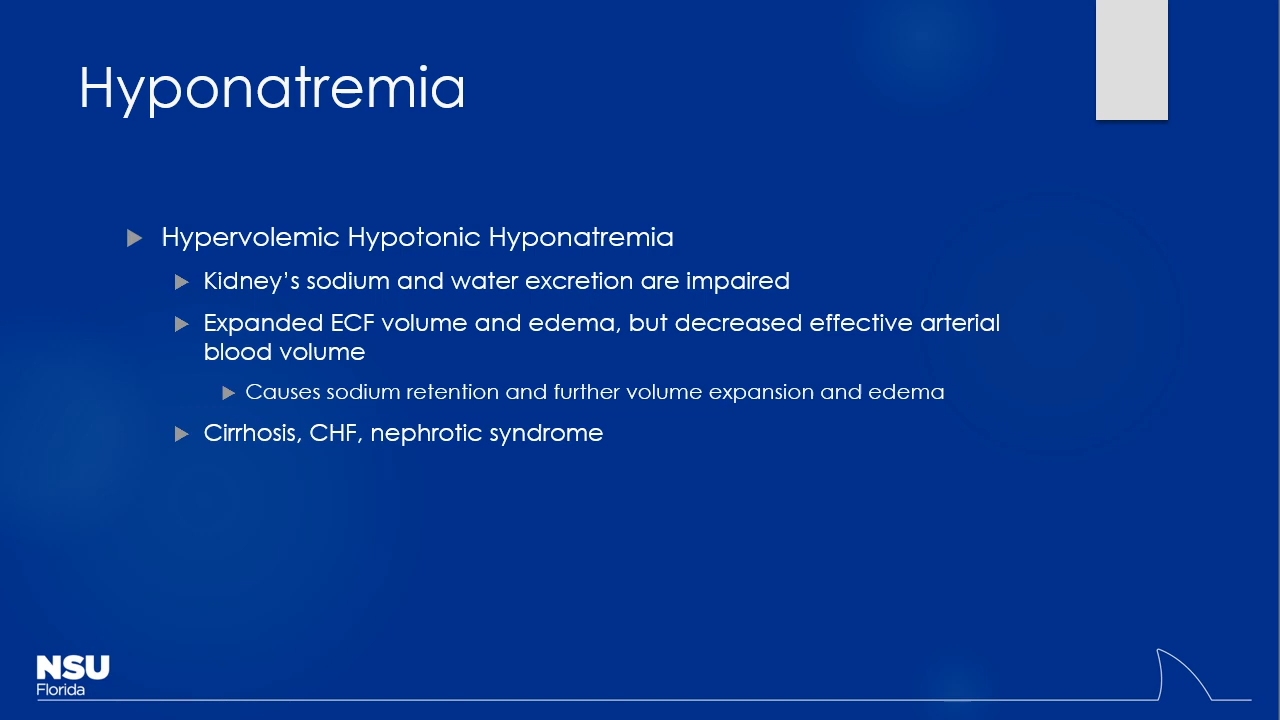 Hyponatremia
Hypervolemic Hypotonic Hyponatremia
Kidney’s sodium and water excretion are impaired
Expanded ECF volume and edema, but decreased effective arterial
blood volume
Causes sodium retention and further volume expansion and edema
Cirrhosis, CHF, nephrotic syndrome
NSU
Florida